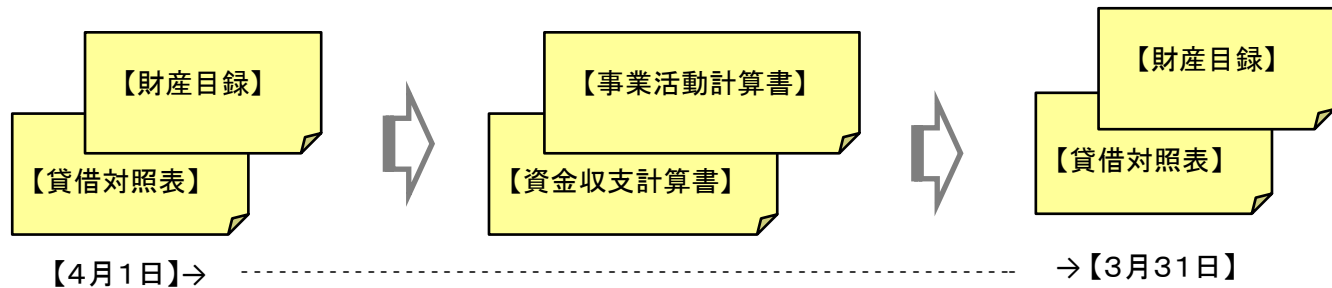 【財産目録】
【貸借対照表】
【事業活動計算書】
【資金収支計算書】
【財産目録】
【貸借対照表】
【4月1日】→
→【3月31日】